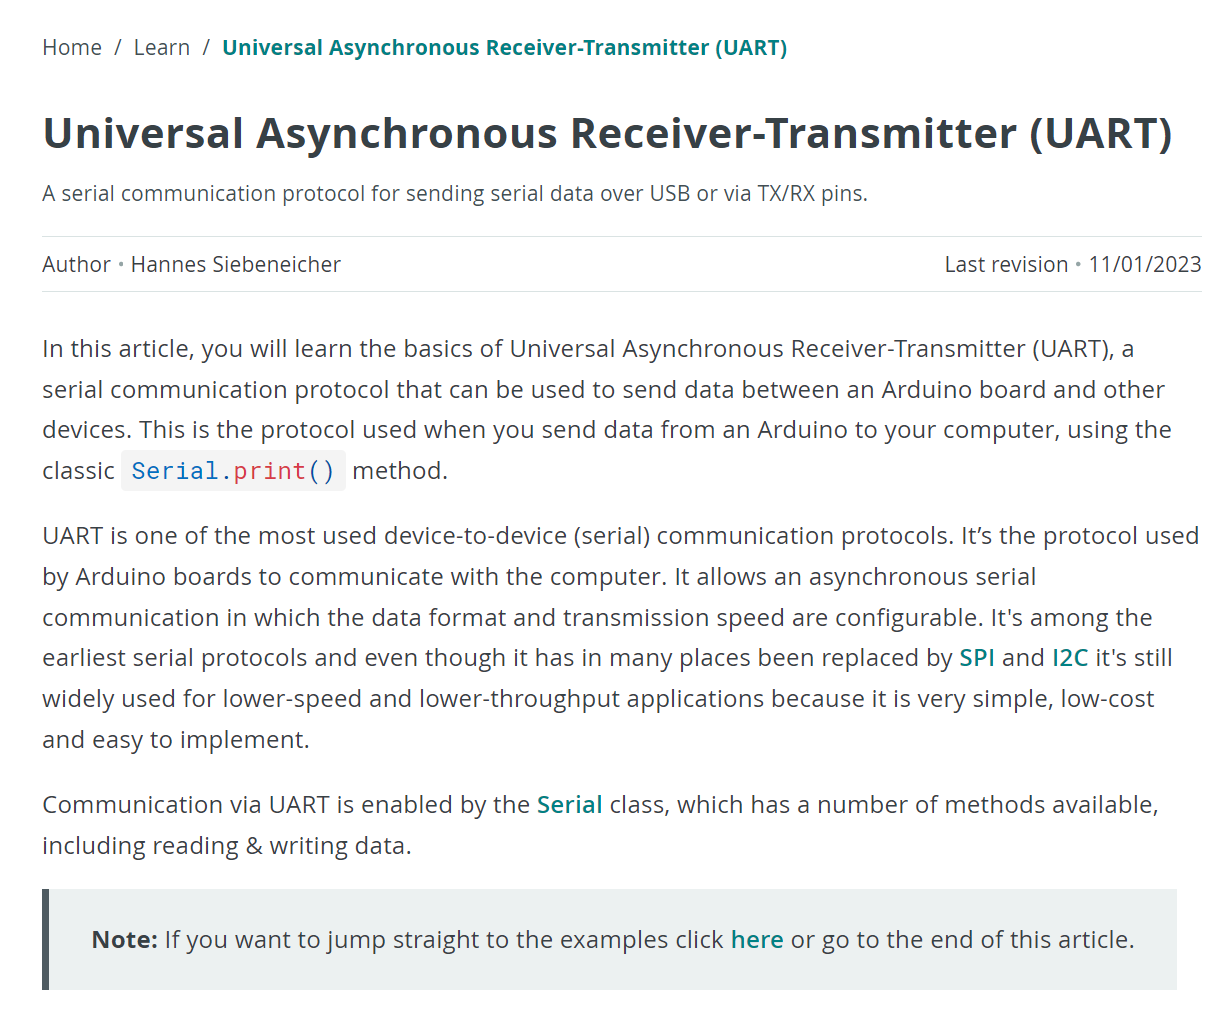 Home / Learn / Universal Asynchronous Receiver-Transmitter (UART)
Universal Asynchronous Receiver-Transmitter (UART)
A serial communication protocol for sending serial data over USB or via TX/RX pins.
Author • Hannes Siebeneicher Last revision • 11/01/2023
In this article, you will learn the basics of Universal Asynchronous Receiver-Transmitter (UART), a
serial communication protocol that can be used to send data between an Arduino board and other
devices. This is the protocol used when you send data from an Arduino to your computer, using the
classic Serial.print() method.
UART is one of the most used device-to-device (serial) communication protocols. It’s the protocol used
by Arduino boards to communicate with the computer. It allows an asynchronous serial
communication in which the data format and transmission speed are configurable. It's among the
earliest serial protocols and even though it has in many places been replaced by SPI and I2C it's still
widely used for lower-speed and lower-throughput applications because it is very simple, low-cost
and easy to implement.
Communication via UART is enabled by the Serial class, which has a number of methods available,
including reading & writing data.
Note: If you want to jump straight to the examples click here or go to the end of this article.